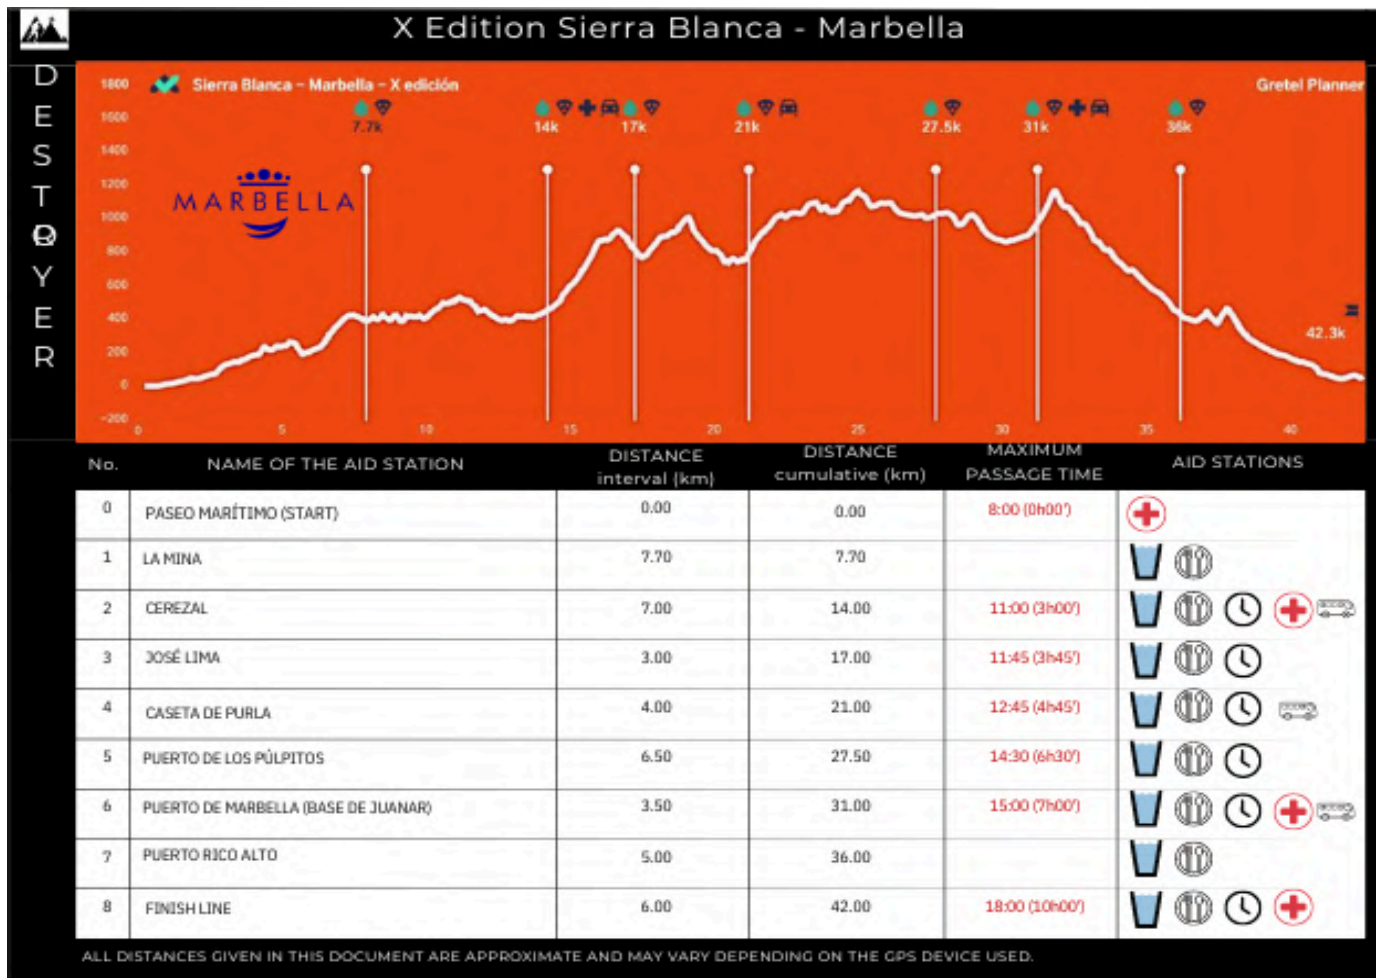 X Edition Sierra Blanca - Marbella
DESTROYER
Sierra Blanca – Marbella – X edición
Gretel Planner
1800
1600
1400
1200
1000
800
600
400
200
0
-200
7.7k 14k 17k 21k 27.5k 31k 36k
MARBELLA
42.3k
0 5 10 15 20 25 30 35 40
No. NAME OF THE AID STATION DISTANCE interval (km) DISTANCE cumulative (km) MAXIMUM PASSAGE TIME AID STATIONS
0 PASEO MARÍTIMO (START) 0.00 0.00 8:00 (0h00')
1 LA MINA 7.70 7.70
2 CEREZAL 7.00 14.00 11:00 (3h00')
3 JOSÉ LIMA 3.00 17.00 11:45 (3h45')
4 CASETA DE PURLA 4.00 21.00 12:45 (4h45')
5 PUERTO DE LOS PÚLPITOS 6.50 27.50 14:30 (6h30')
6 PUERTO DE MARBELLA (BASE DE JUANAR) 3.50 31.00 15:00 (7h00')
7 PUERTO RICO ALTO 5.00 36.00
8 FINISH LINE 6.00 42.00 18:00 (10h00')
ALL DISTANCES GIVEN IN THIS DOCUMENT ARE APPROXIMATE AND MAY VARY DEPENDING ON THE GPS DEVICE USED.